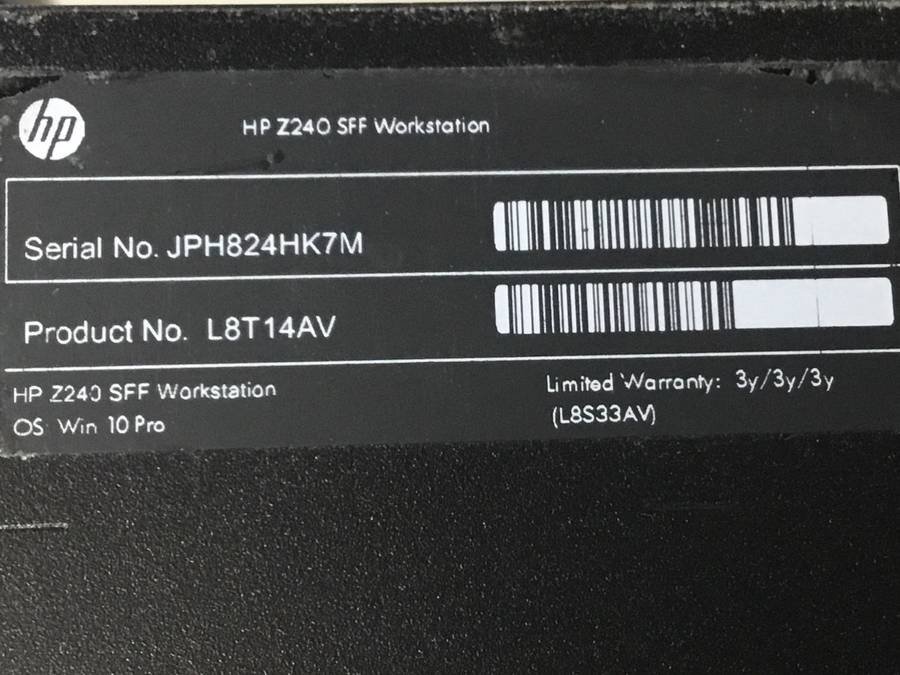 hp
HP Z240 SFF Workstation
Serial No. JPH824HK7M
Product No. L8T14AV
HP Z240 SFF Workstation
OS Win 10 Pro
Limited Warranty: 3y/3y/3y
(L8S33AV)